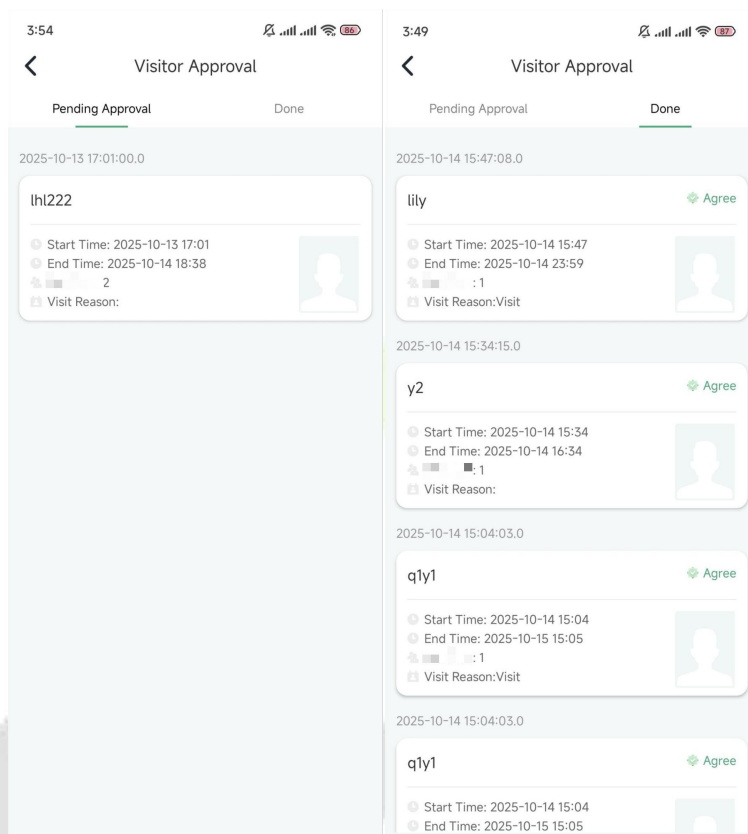 3:54
86
Visitor Approval
Pending Approval
Done
2025-10-13 17:01:00.0
lhl222
Start Time: 2025-10-13 17:01
End Time: 2025-10-14 18:38
2
Visit Reason:
3:49
87
Visitor Approval
Pending Approval
Done
2025-10-14 15:47:08.0
lily
Agree
Start Time: 2025-10-14 15:47
End Time: 2025-10-14 23:59
: 1
Visit Reason:Visit
2025-10-14 15:34:15.0
y2
Agree
Start Time: 2025-10-14 15:34
End Time: 2025-10-14 16:34
: 1
Visit Reason:
2025-10-14 15:04:03.0
q1y1
Agree
Start Time: 2025-10-14 15:04
End Time: 2025-10-15 15:05
: 1
Visit Reason:Visit
2025-10-14 15:04:03.0
q1y1
Agree
Start Time: 2025-10-14 15:04
End Time: 2025-10-15 15:05